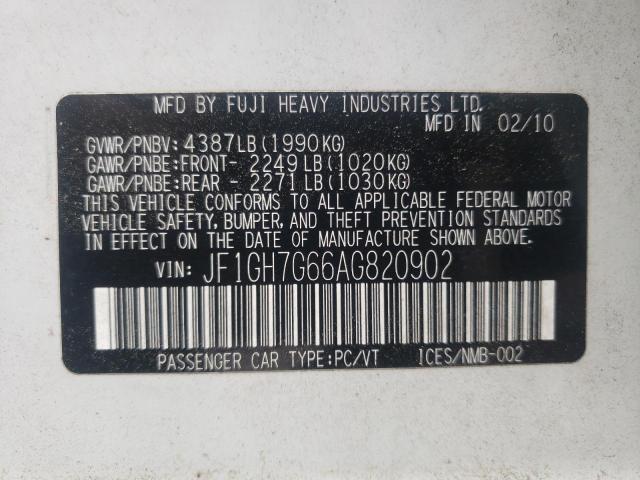 MFD BY FUJI HEAVY INDUSTRIES LTD.
MFD IN 02/10
GVWR/PNBV: 4387LB(1990KG)
GAWR/PNBE:FRONT- 2249LB(1020KG)
GAWR/PNBE:REAR - 2271LB(1030KG)
THIS VEHICLE CONFORMS TO ALL APPLICABLE FEDERAL MOTOR
VEHICLE SAFETY, BUMPER, AND THEFT PREVENTION STANDARDS
IN EFFECT ON THE DATE OF MANUFACTURE SHOWN ABOVE.
VIN: JF1GH7G66AG820902
PASSENGER CAR TYPE:PC/VT ICES/NMB-002